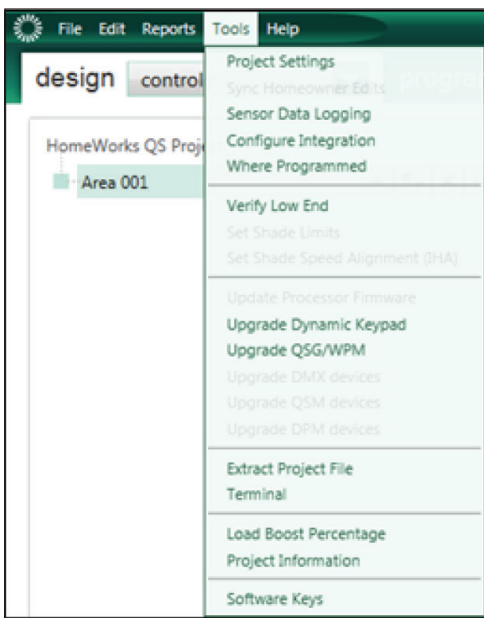 File Edit Reports Tools Help
design control
HomeWorks QS Proje
Area 001
Project Settings
Sync Homeowner Edits
Sensor Data Logging
Configure Integration
Where Programmed
Verify Low End
Set Shade Limits
Set Shade Speed Alignment (IHA)
Update Processor Firmware
Upgrade Dynamic Keypad
Upgrade QSG/WPM
Upgrade DMX devices
Upgrade QSM devices
Upgrade DPM devices
Extract Project File
Terminal
Load Boost Percentage
Project Information
Software Keys